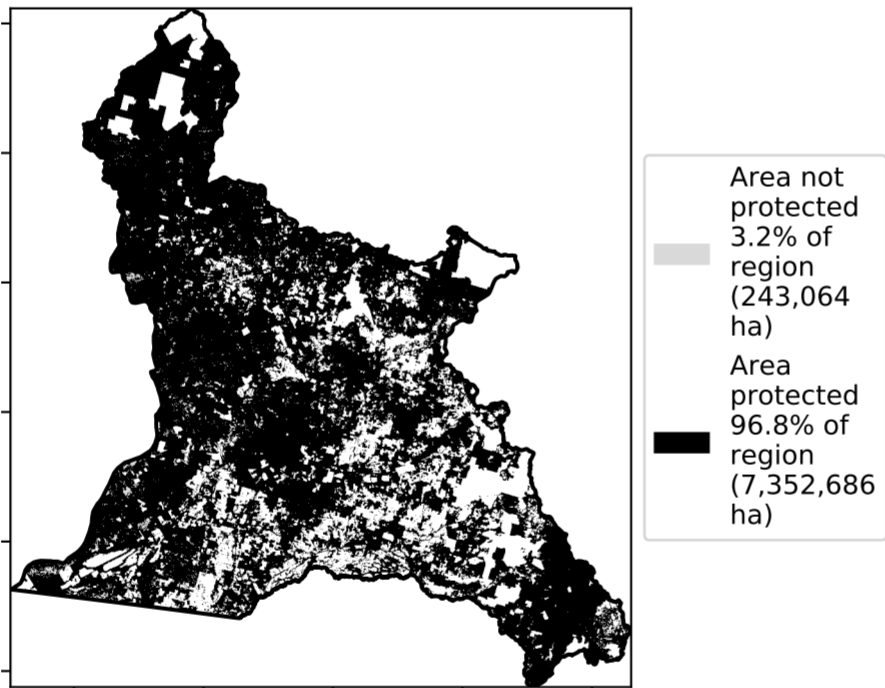 Area not
protected
3.2% of
region
(243,064
ha)
Area
protected
96.8% of
region
(7,352,686
ha)